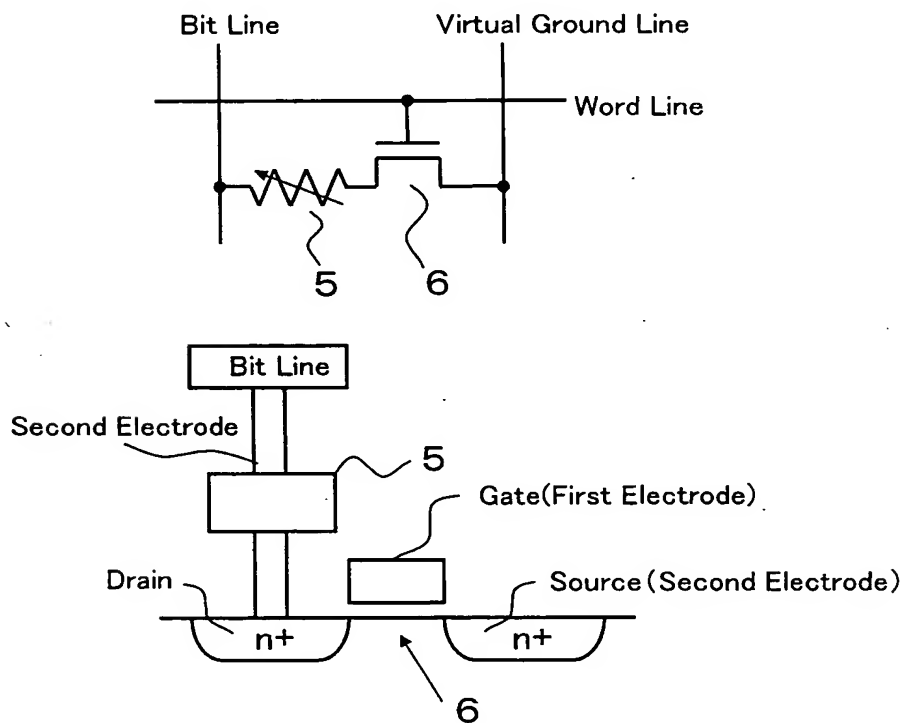 Bit Line
Virtual Ground Line
Word Line
5
6
Bit Line
Second Electrode
5
Gate(First Electrode)
Drain
Source(Second Electrode)
n+
n+
6